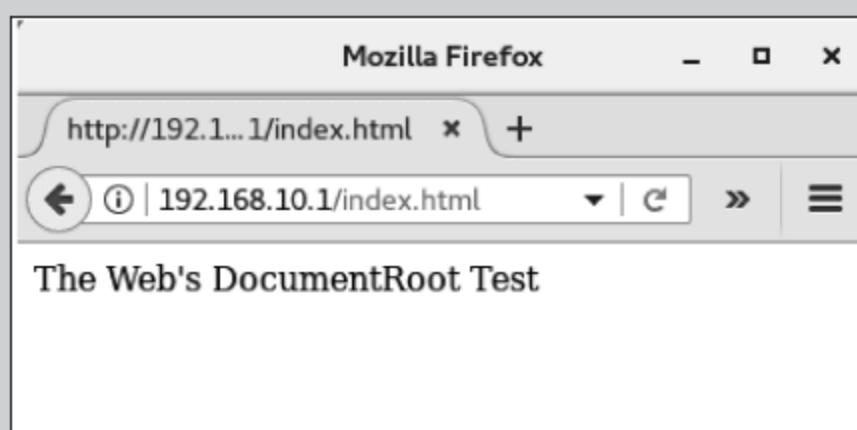 Mozilla Firefox
http://192.1... 1/index.html
192.168.10.1/index.html
The Web's DocumentRoot Test